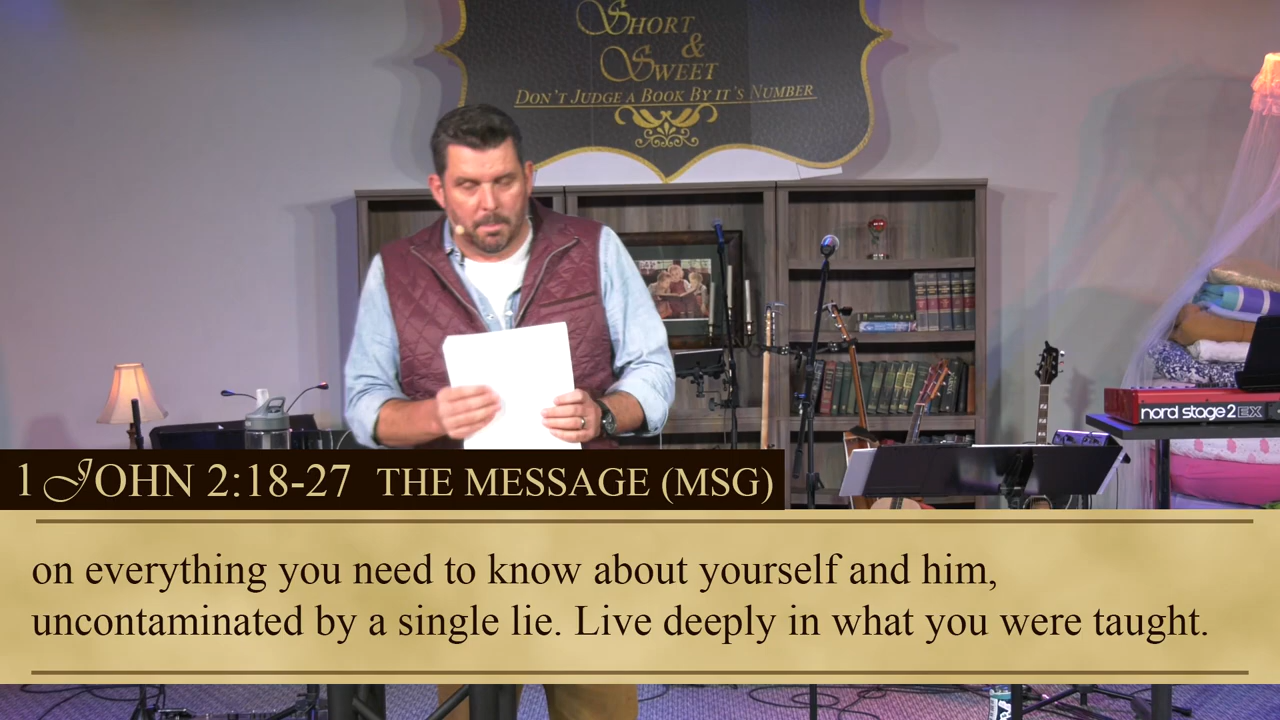 SHORT
&
SWEET
DON'T JUDGE A BOOK BY IT'S NUMBER
nord stage 2 EX
1 JOHN 2:18-27 THE MESSAGE (MSG)
on everything you need to know about yourself and him,
uncontaminated by a single lie. Live deeply in what you were taught.